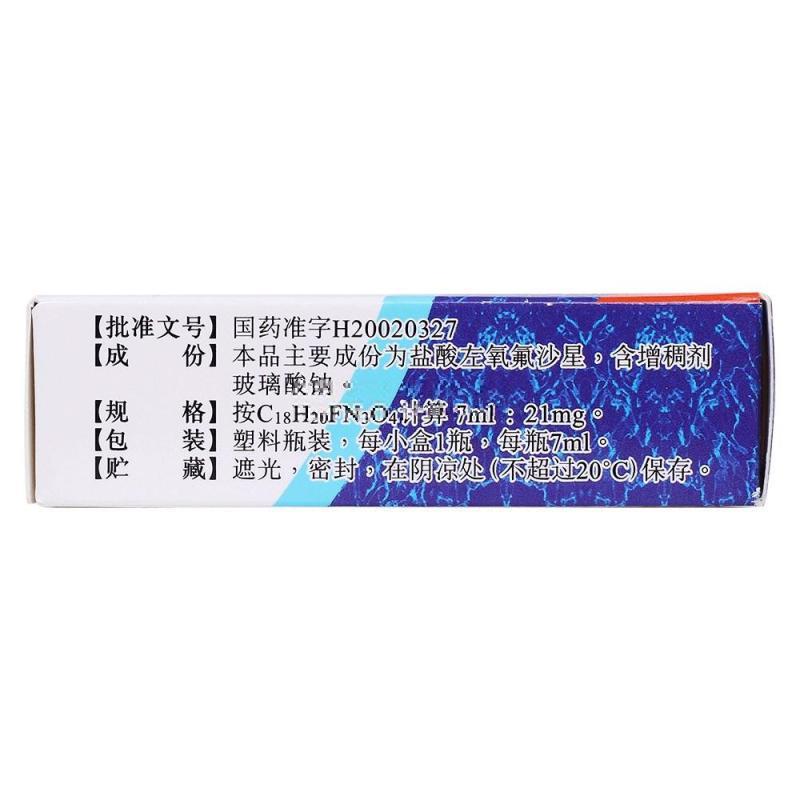 【批准文号】国药准字H20020327
【成 份】本品主要成份为盐酸左氧氟沙星，含增稠剂
玻璃酸钠。
【规 格】按C₁₈H₂₀FN₃O₄计算 7ml：21mg。
【包 装】塑料瓶装，每小盒1瓶，每瓶7ml。
【贮 藏】遮光，密封，在阴凉处(不超过20°C)保存。